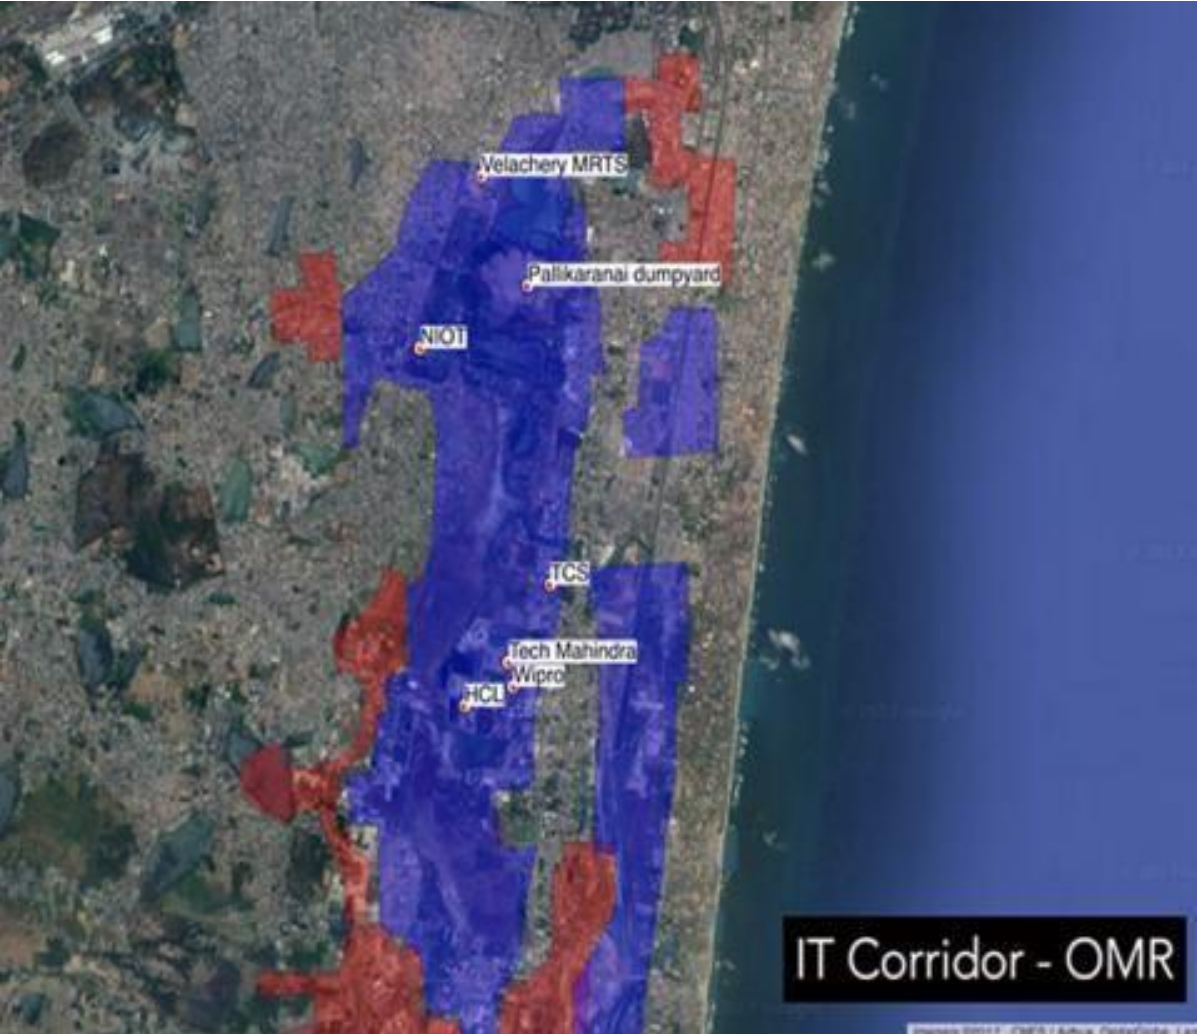 Velachery MRTS
Pallikaranai dumpyard
NIOT
TCS
Tech Mahindra
Wipro
HCL
IT Corridor - OMR